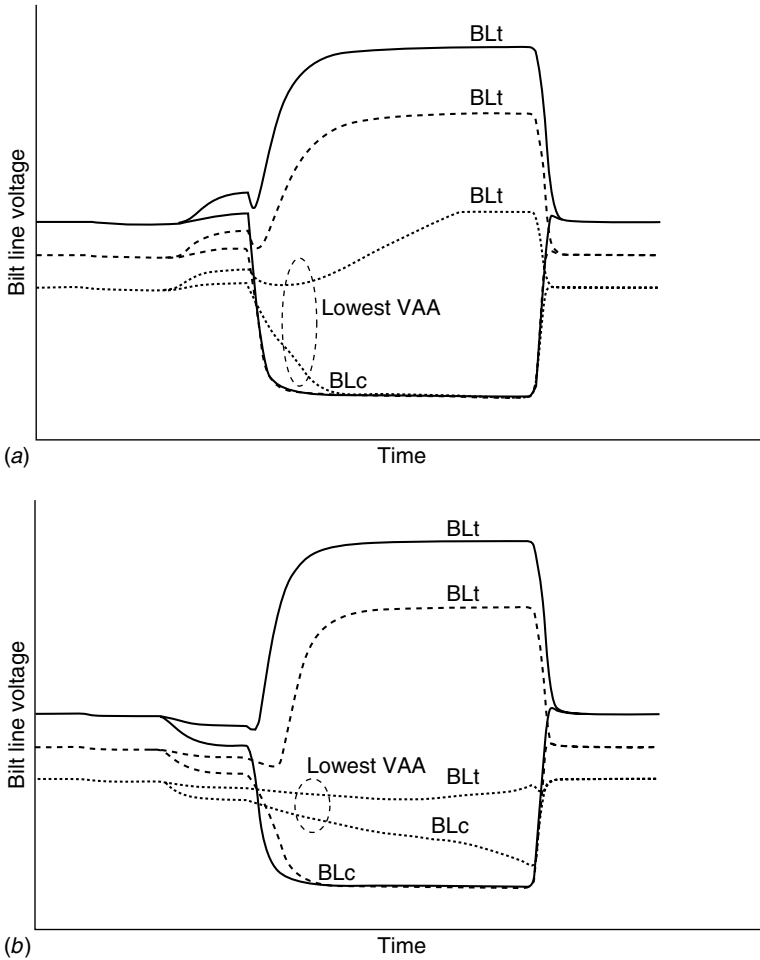 BLt
BLt
BLt
Bilt line voltage
Lowest VAA
BLc
(a)
Time
BLt
BLt
Bilt line voltage
Lowest VAA
BLt
BLc
BLc
(b)
Time